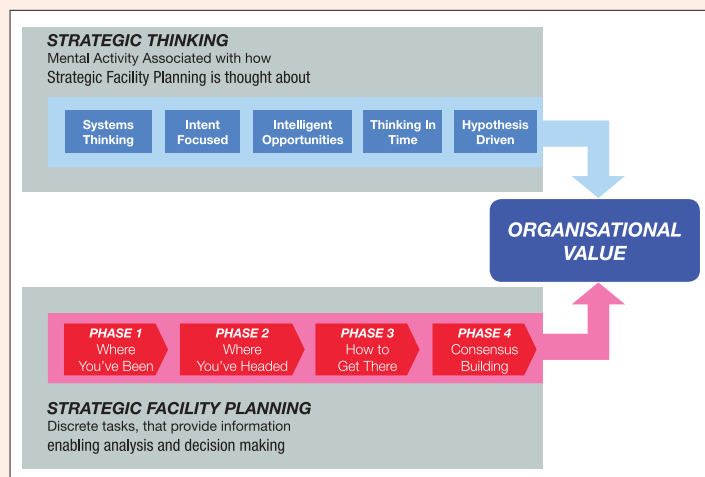 STRATEGIC THINKING
Mental Activity Associated with how
Strategic Facility Planning is thought about
Systems
Thinking
Intent
Focused
Intelligent
Opportunities
Thinking In
Time
Hypothesis
Driven
ORGANISATIONAL
VALUE
PHASE 1
Where
You've Been
PHASE 2
Where
You've Headed
PHASE 3
How to
Get There
PHASE 4
Consensus
Building
STRATEGIC FACILITY PLANNING
Discrete tasks, that provide information
enabling analysis and decision making